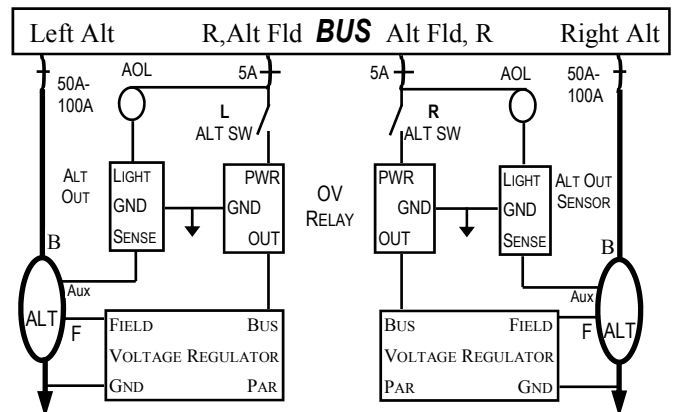 Left Alt R,Alt Fld BUS Alt Fld, R Right Alt
50A-
100A
AOL
5A
L
ALT SW
5A
R
ALT SW
AOL
50A-
100A
ALT
OUT
LIGHT
GND
SENSE
PWR
GND
OUT
OV
RELAY
PWR
GND
OUT
LIGHT
GND
SENSE
ALT OUT
SENSOR
B
Aux
ALT
F
FIELD BUS
VOLTAGE REGULATOR
GND PAR
BUS FIELD
VOLTAGE REGULATOR
PAR GND
B
Aux
ALT
F